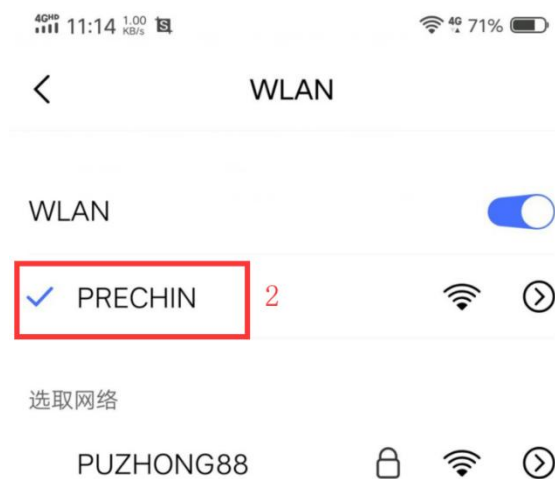 4GHD 11:14 1.00 KB/s 4G 71%
WLAN
WLAN
PRECHIN 2
选取网络
PUZHONG88